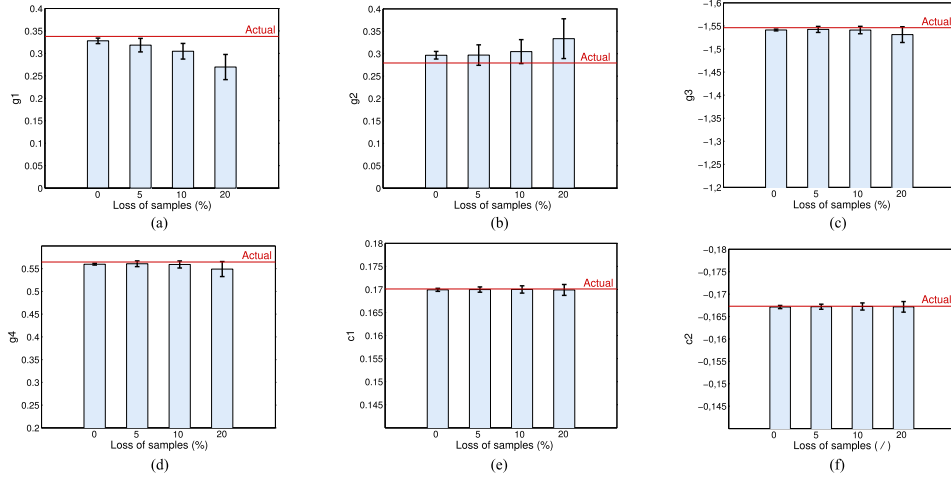 0.4
0.35
0.3
0.25
0.2
0.15
0.1
0.05
0
g1
Actual
0 5 10 20
Loss of samples (%)
(a)
0.4
0.35
0.3
0.25
0.2
0.15
0.1
0.05
0
g2
Actual
0 5 10 20
Loss of samples (%)
(b)
−1,6
−1,55
−1,5
−1,45
−1,4
−1,35
−1,3
−1,25
−1,2
g3
Actual
0 5 10 20
Loss of samples (%)
(c)
0.55
0.5
0.45
0.4
0.35
0.3
0.25
0.2
g4
Actual
0 5 10 20
Loss of samples (%)
(d)
0.18
0.175
0.17
0.165
0.16
0.155
0.15
0.145
c1
Actual
0 5 10 20
Loss of samples (%)
(e)
−0,18
−0,17
−0,165
−0,16
−0,15
−0,145
c2
Actual
0 5 10 20
Loss of samples ( / )
(f)